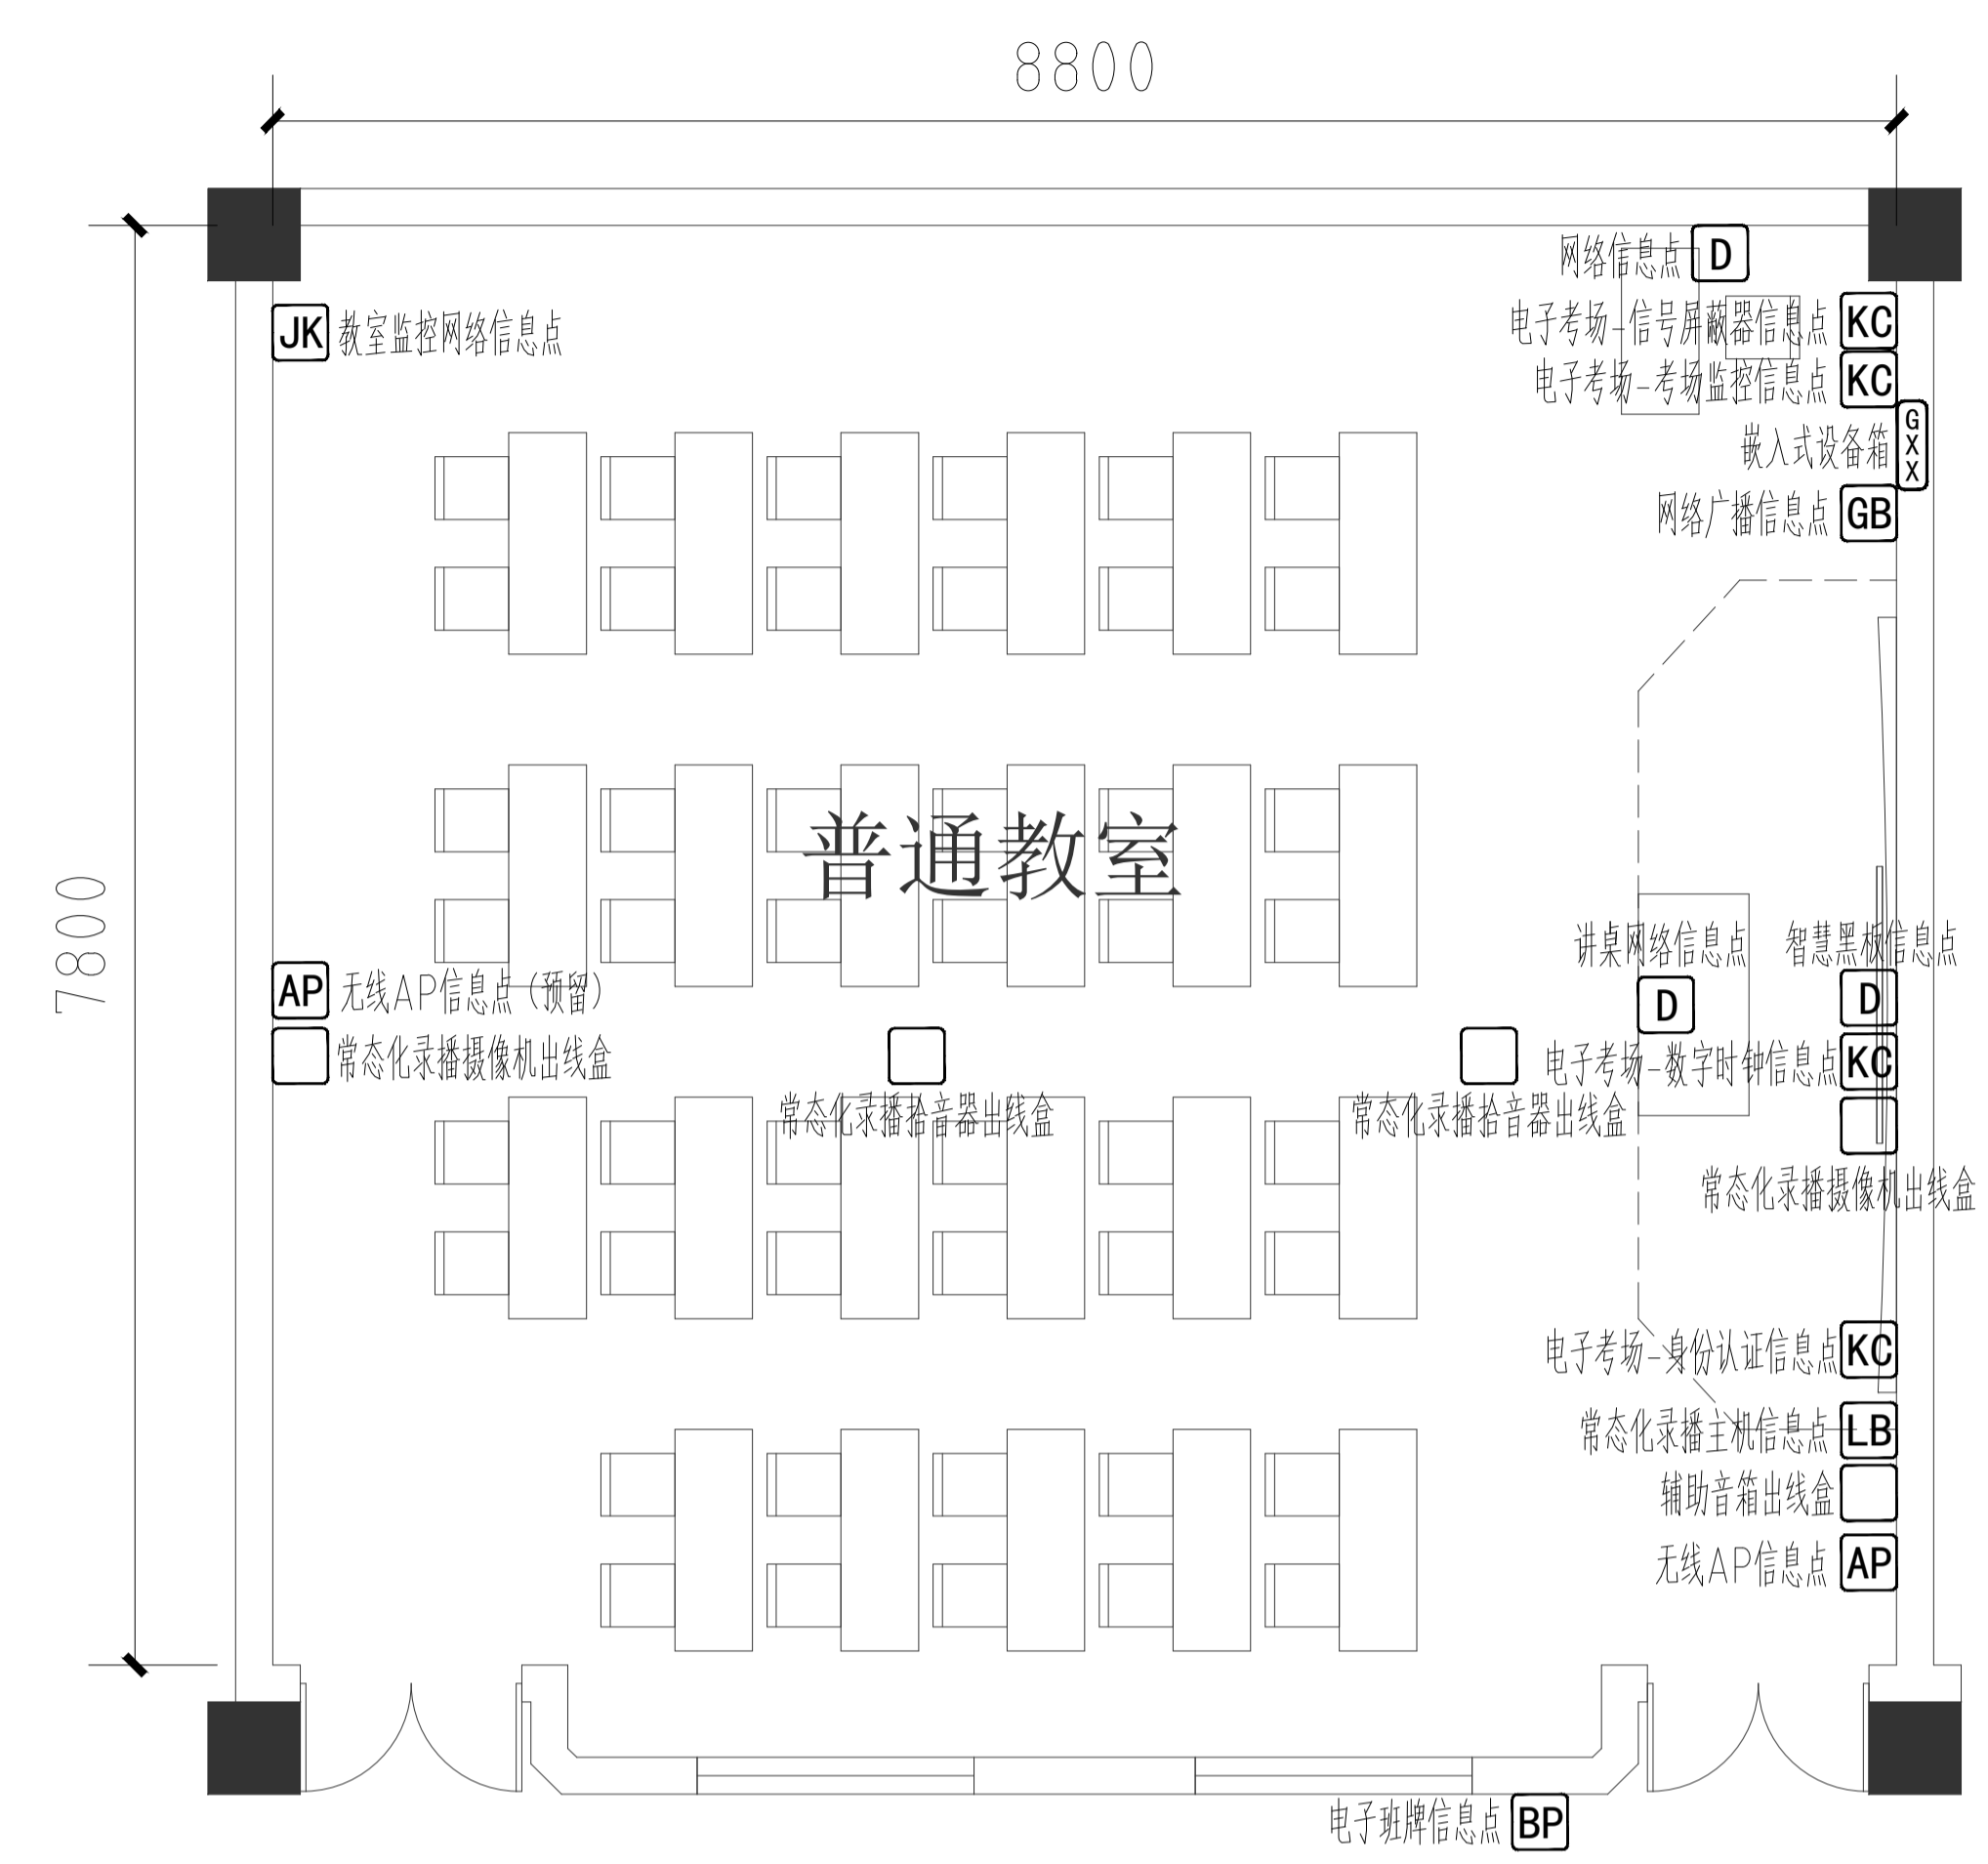 8800
网络信息点 D
电子考场-信号屏蔽器信息点 KC
JK 教室监控网络信息点
电子考场-考场监控信息点 KC
嵌入式设备箱 GXX
网络广播信息点 GB
普通教室
7800
讲桌网络信息点
智慧黑板信息点
AP 无线AP信息点（预留）
D
D
常态化录播摄像机出线盒
电子考场-数字时钟信息点 KC
常态化录播拾音器出线盒
常态化录播拾音器出线盒
常态化录播摄像机出线盒
电子考场-身份认证信息点 KC
常态化录播主机信息点 LB
辅助音箱出线盒
无线AP信息点 AP
电子班牌信息点 BP